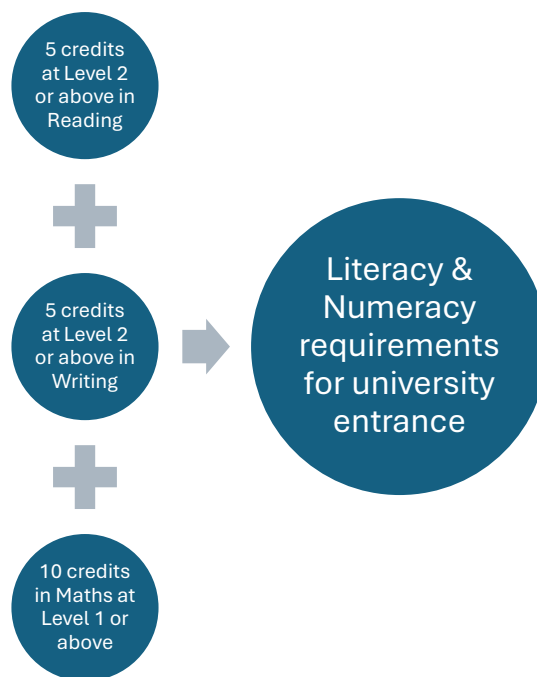 5 credits
at Level 2
or above in
Reading
5 credits
at Level 2
or above in
Writing
10 credits
in Maths at
Level 1 or
above
Literacy &
Numeracy
requirements
for university
entrance